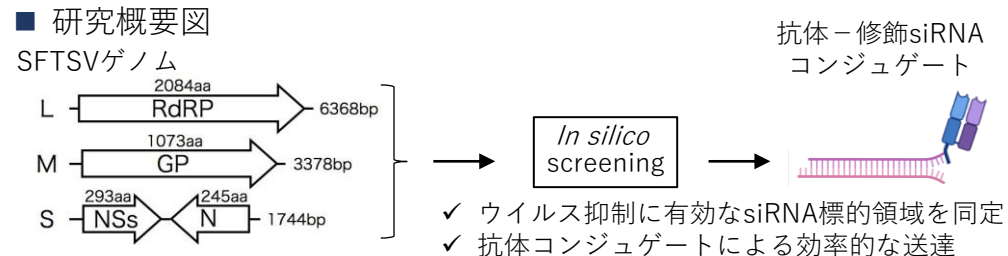 ■ 研究概要図
SFTSVゲノム
抗体－修飾siRNA
コンジュゲート
2084aa
L RdRP 6368bp
1073aa
M GP 3378bp
293aa 245aa
S NSs N 1744bp
In silico
screening
✓ ウイルス抑制に有効なsiRNA標的領域を同定
✓ 抗体コンジュゲートによる効率的な送達